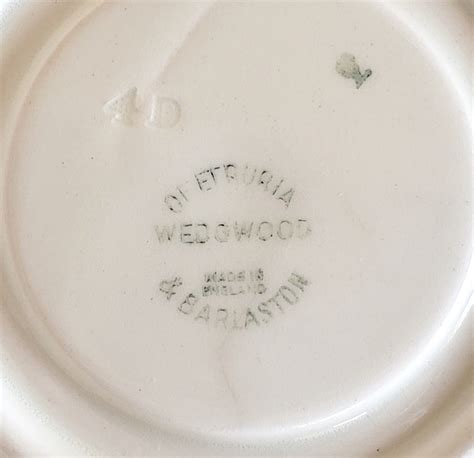 4D
OF ETRURIA
WEDGWOOD
MADE IN
ENGLAND
& BARLASTON